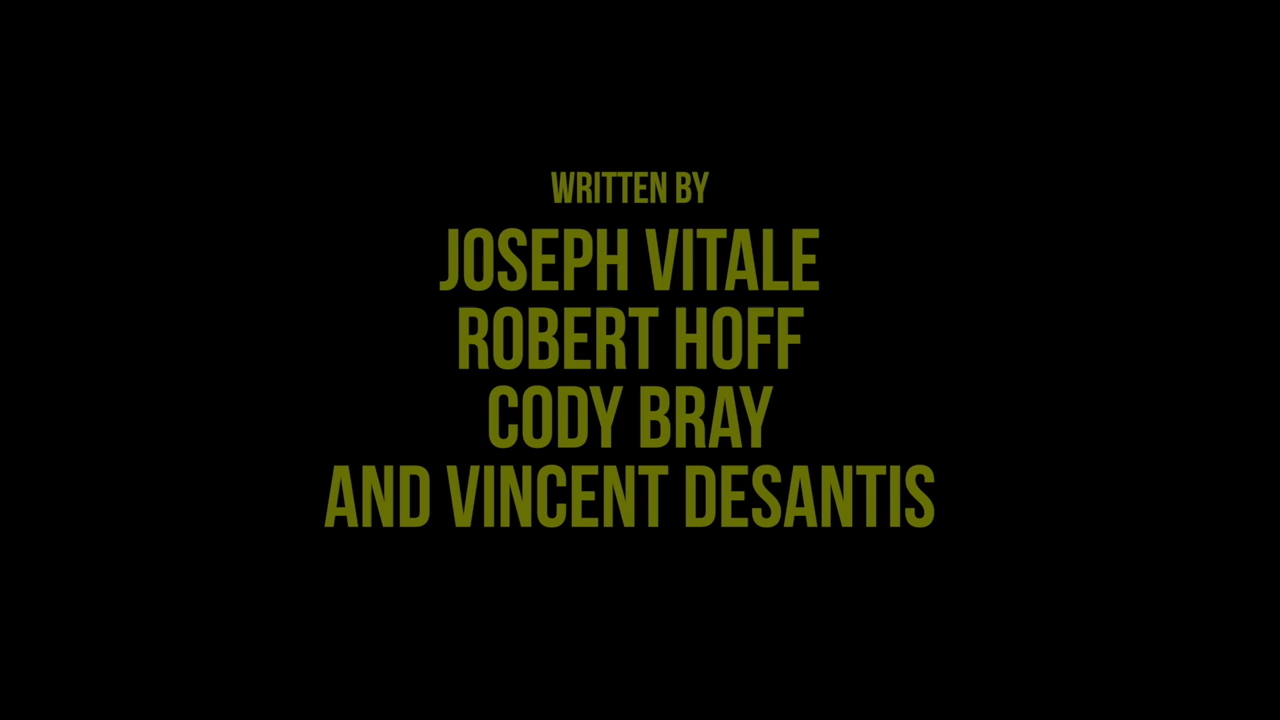 WRITTEN BY
JOSEPH VITALE
ROBERT HOFF
CODY BRAY
AND VINCENT DESANTIS